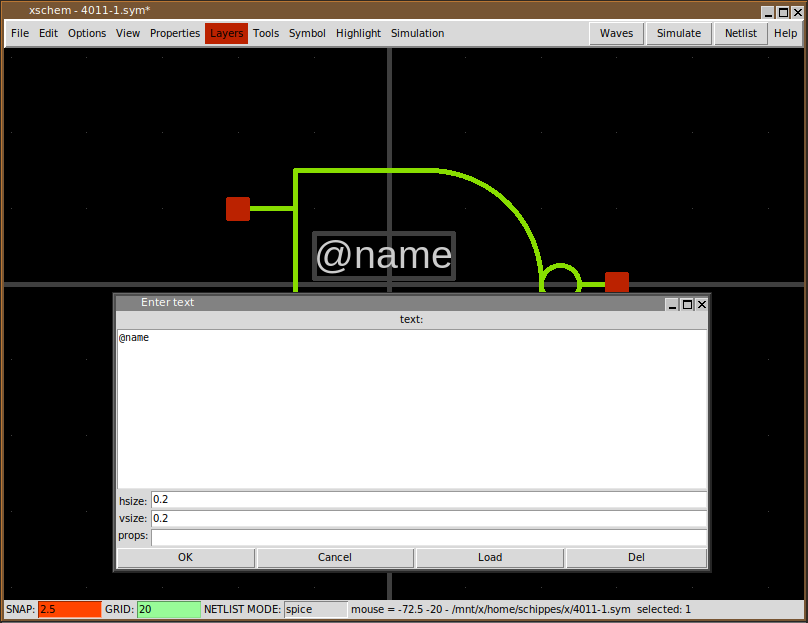 xschem - 4011-1.sym*
File Edit Options View Properties Layers Tools Symbol Highlight Simulation Waves Simulate Netlist Help
@name
Enter text
text:
@name
hsize: 0.2
vsize: 0.2
props:
OK Cancel Load Del
SNAP: 2.5 GRID: 20 NETLIST MODE: spice mouse = -72.5 -20 - /mnt/x/home/schippes/x/4011-1.sym selected: 1